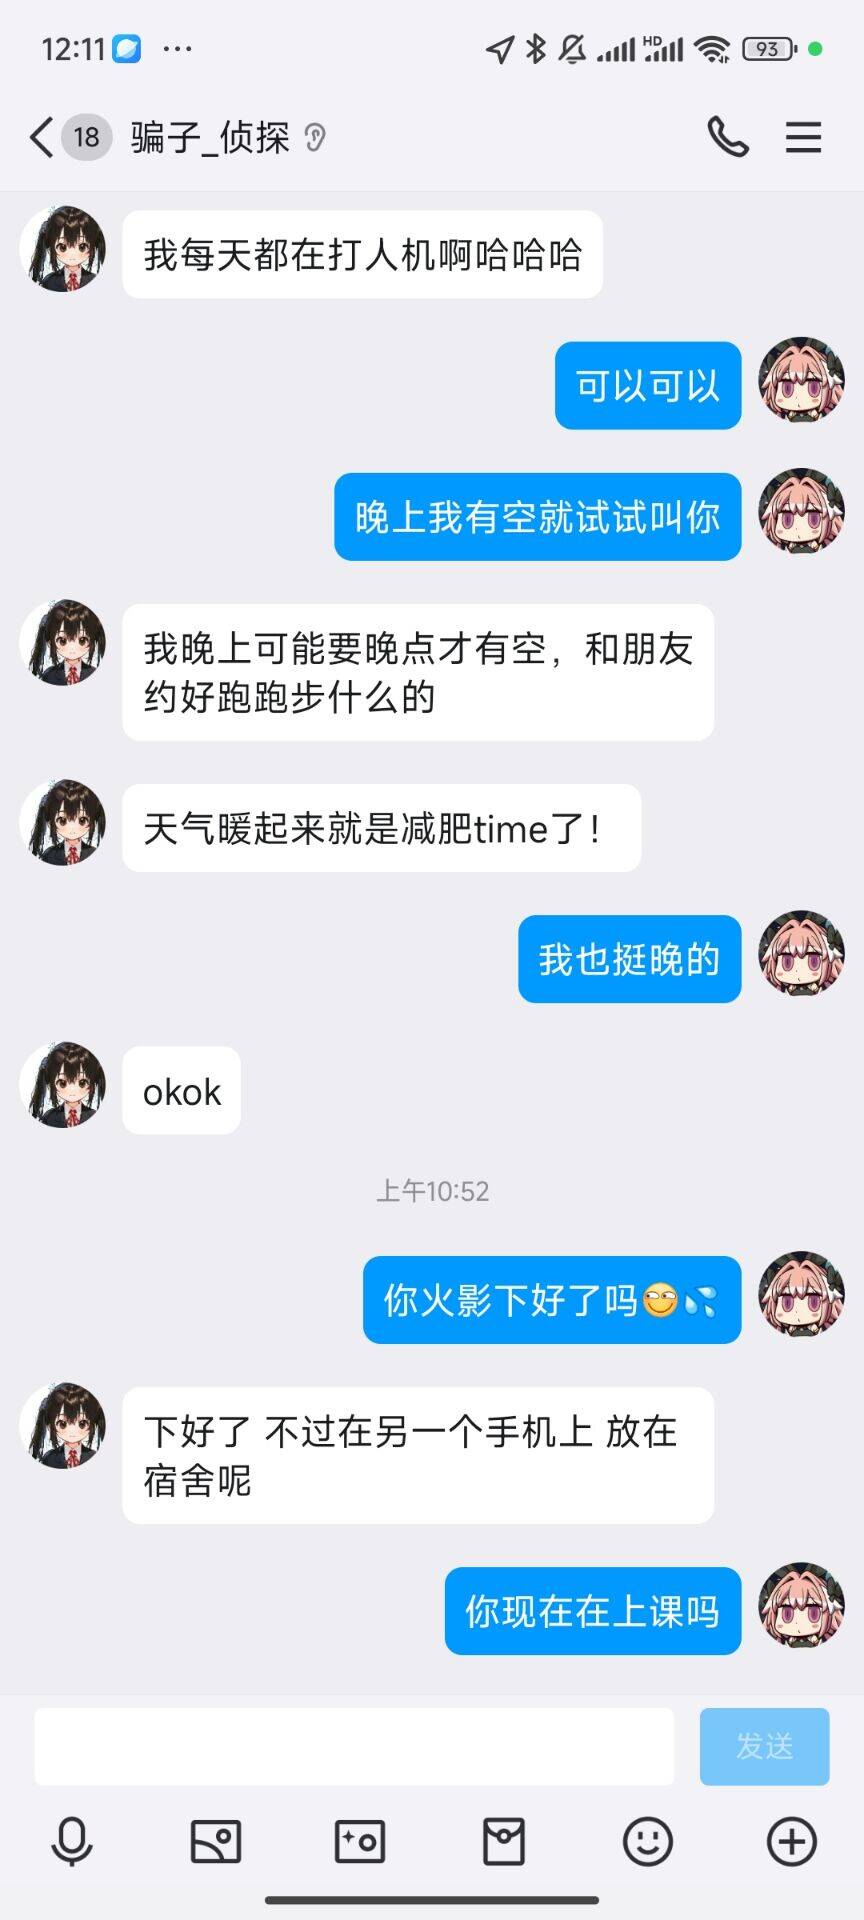 12:11
HD
93
18 骗子_侦探
我每天都在打人机啊哈哈哈
可以可以
晚上我有空就试试叫你
我晚上可能要晚点才有空，和朋友
约好跑跑步什么的
天气暖起来就是减肥time了！
我也挺晚的
okok
上午10:52
你火影下好了吗
下好了 不过在另一个手机上 放在
宿舍呢
你现在在上课吗
发送